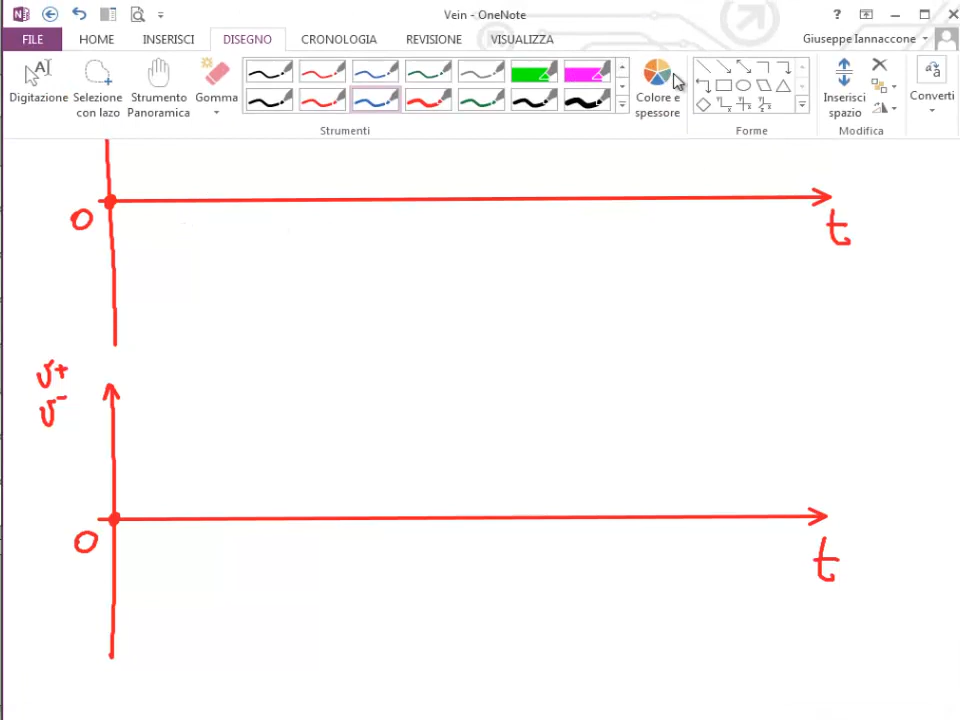 Vein - OneNote
?
FILE HOME INSERISCI DISEGNO CRONOLOGIA REVISIONE VISUALIZZA Giuseppe Iannaccone
Digitazione
Selezione con lazo
Strumento Panoramica
Gomma
Colore e spessore
Inserisci spazio
Converti
Strumenti
Forme
Modifica
0
t
v+
v-
0
t